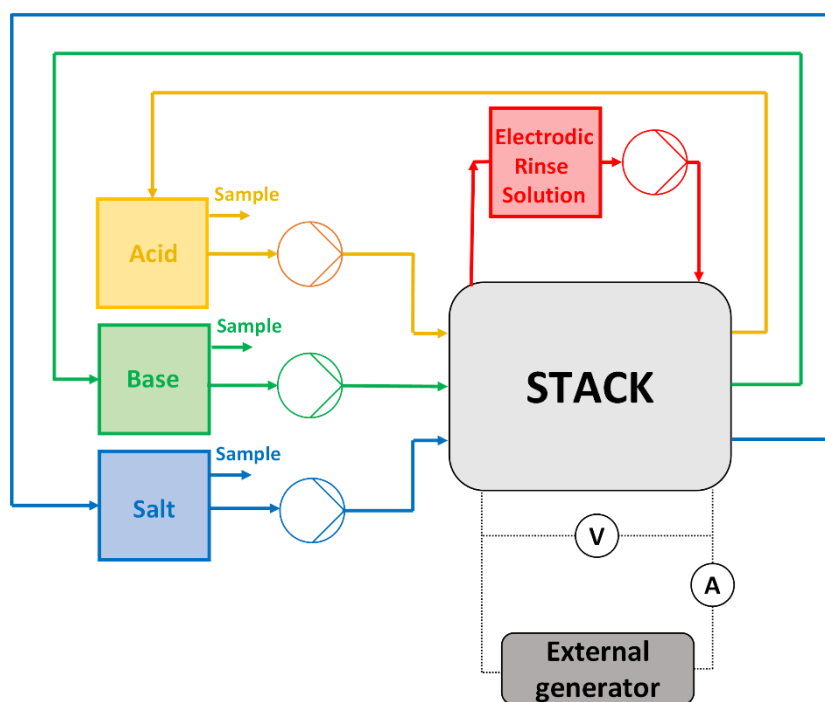 Electrodic
Rinse
Solution
Sample
Acid
Sample
Base
STACK
Sample
Salt
V
A
External
generator